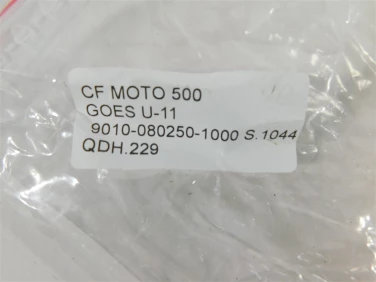 CF MOTO 500
GOES U-11
9010-080250-1000 S.1044
QDH.229